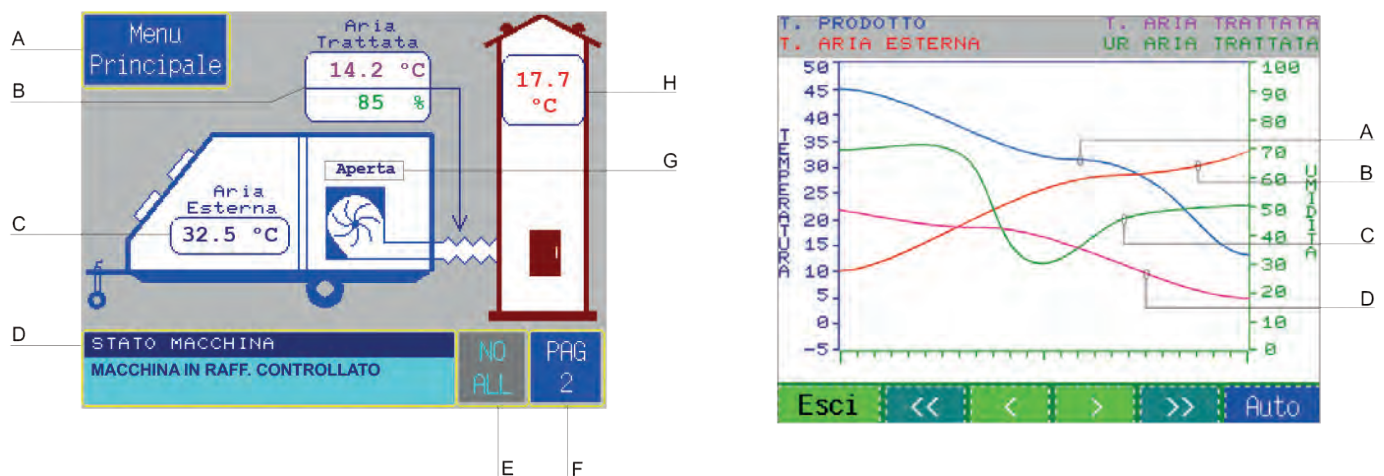 A
B
C
D
Menu
Principale
Aria
Trattata
14.2 °C
85 %
17.7
°C
H
G
Aperta
Aria
Esterna
32.5 °C
STATO MACCHINA
MACCHINA IN RAFF. CONTROLLATO
NO
ALL
PAG
2
E
F
T. PRODOTTO
T. ARIA TRATTATA
T. ARIA ESTERNA
UR ARIA TRATTATA
TEMPERATURA
50
45
40
35
30
25
20
15
10
5
0
-5
100
90
80
70
60
50
40
30
20
10
0
UMIDITA
A
B
C
D
Esci
<<
<
>
>>
Auto